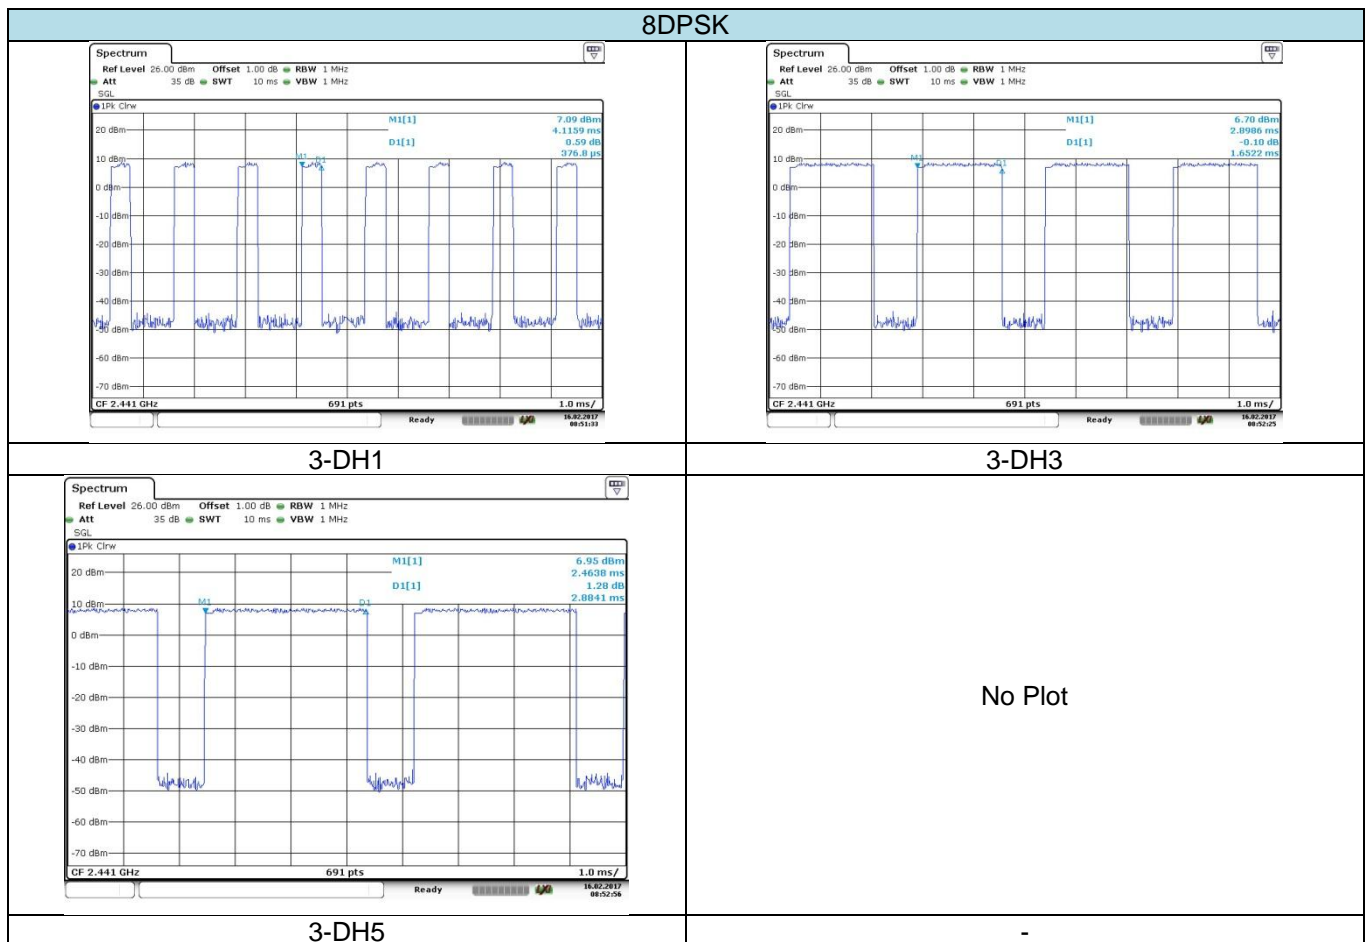 8DPSK
Spectrum
Ref Level 26.00 dBm Offset 1.00 dB RBW 1 MHz
Att 35 dB SWT 10 ms VBW 1 MHz
SGL
1Pk Clrw
M1[1] 7.09 dBm
4.1159 ms
D1[1] 0.59 dB
376.8 µs
20 dBm
10 dBm
M1 D1
0 dBm
-10 dBm
-20 dBm
-30 dBm
-40 dBm
-50 dBm
-60 dBm
-70 dBm
CF 2.441 GHz 691 pts 1.0 ms/
Ready 16.02.2017
08:51:33
3-DH1
Spectrum
Ref Level 26.00 dBm Offset 1.00 dB RBW 1 MHz
Att 35 dB SWT 10 ms VBW 1 MHz
SGL
1Pk Clrw
M1[1] 6.70 dBm
2.8986 ms
D1[1] -0.10 dB
1.6522 ms
20 dBm
10 dBm
M1 D1
0 dBm
-10 dBm
-20 dBm
-30 dBm
-40 dBm
-50 dBm
-60 dBm
-70 dBm
CF 2.441 GHz 691 pts 1.0 ms/
Ready 16.02.2017
08:52:25
3-DH3
Spectrum
Ref Level 26.00 dBm Offset 1.00 dB RBW 1 MHz
Att 35 dB SWT 10 ms VBW 1 MHz
SGL
1Pk Clrw
M1[1] 6.95 dBm
2.4638 ms
D1[1] 1.28 dB
2.8841 ms
20 dBm
10 dBm
M1 D1
0 dBm
-10 dBm
-20 dBm
-30 dBm
-40 dBm
-50 dBm
-60 dBm
-70 dBm
CF 2.441 GHz 691 pts 1.0 ms/
Ready 16.02.2017
08:52:56
3-DH5
No Plot
-